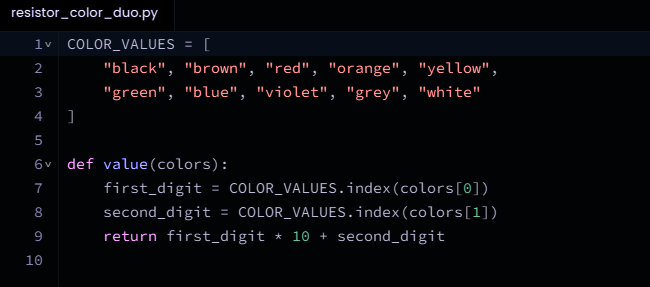 resistor_color_duo.py
1 COLOR_VALUES = [
2     "black", "brown", "red", "orange", "yellow",
3     "green", "blue", "violet", "grey", "white"
4 ]
5
6 def value(colors):
7     first_digit = COLOR_VALUES.index(colors[0])
8     second_digit = COLOR_VALUES.index(colors[1])
9     return first_digit * 10 + second_digit
10